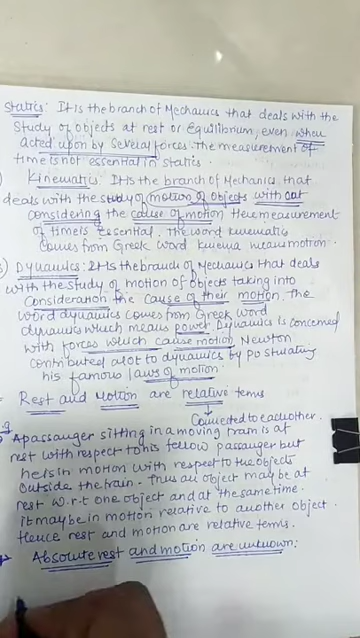 Statics: It is the branch of Mechanics that deals with the
study of objects at rest or Equilibrium, even when
acted upon by several forces. The measurement of
time is not essential in statics.
Kinematics: It is the branch of Mechanics that
deals with the study of motion of objects with out
considering the cause of motion Here measurement
of time is Essential. The word kinematic
Comes from Greek word kinema means motion.
Dynamics: It is the branch of Mechanics that deals
with the study of motion of objects taking into
Consideration the cause of their motion. The
word dynamics comes from Greek word
dynamis which means power. Dynamics is concerned
with forces which cause motion Newton
contributed a lot to dynamics by postulating
his famous laws of motion.
Rest and Motion are relative terms
Connected to each other.
A passanger sitting in a moving train is at
rest with respect to his fellow passanger but
he is in motion with respect to the objects
outside the train. Thus an object may be at
rest w.r.t one object and at the same time.
it may be in motion relative to another object.
Hence rest and motion are relative terms.
Absolute rest and motion are unknown: